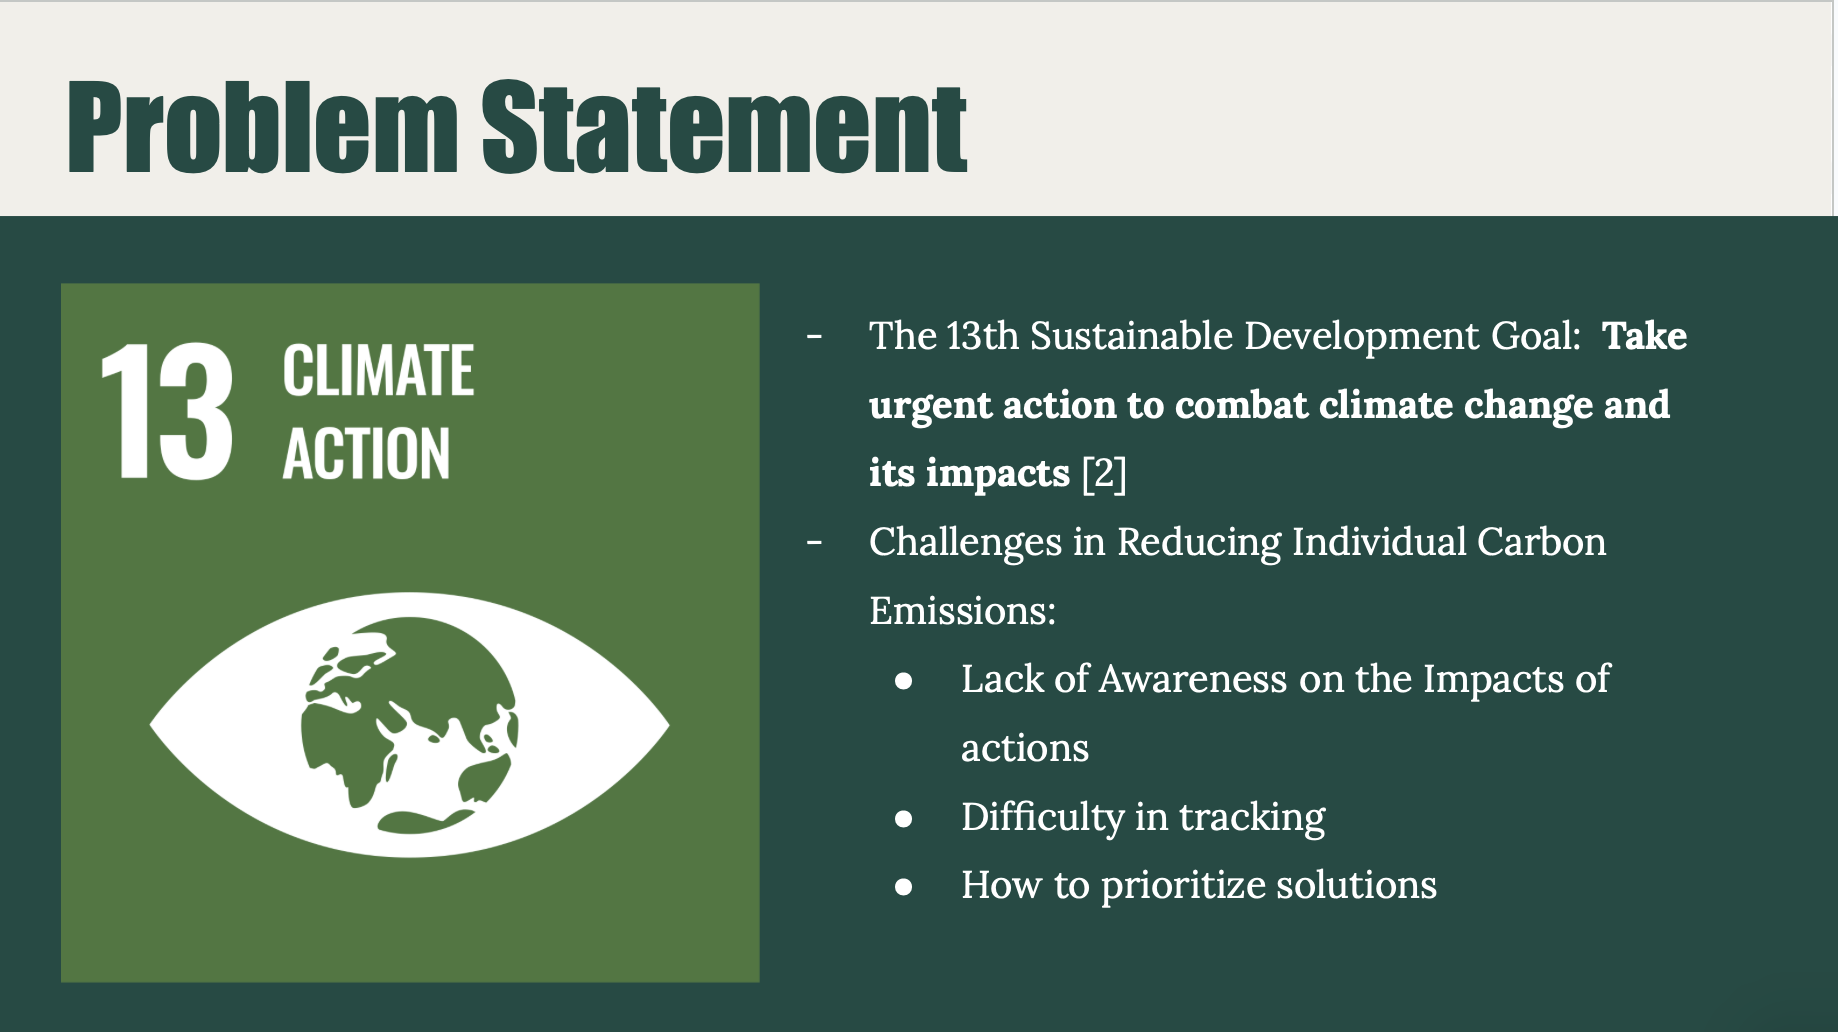 Problem Statement
13 CLIMATE
ACTION
- The 13th Sustainable Development Goal: Take
urgent action to combat climate change and
its impacts [2]
- Challenges in Reducing Individual Carbon
Emissions:
● Lack of Awareness on the Impacts of
actions
● Difficulty in tracking
● How to prioritize solutions